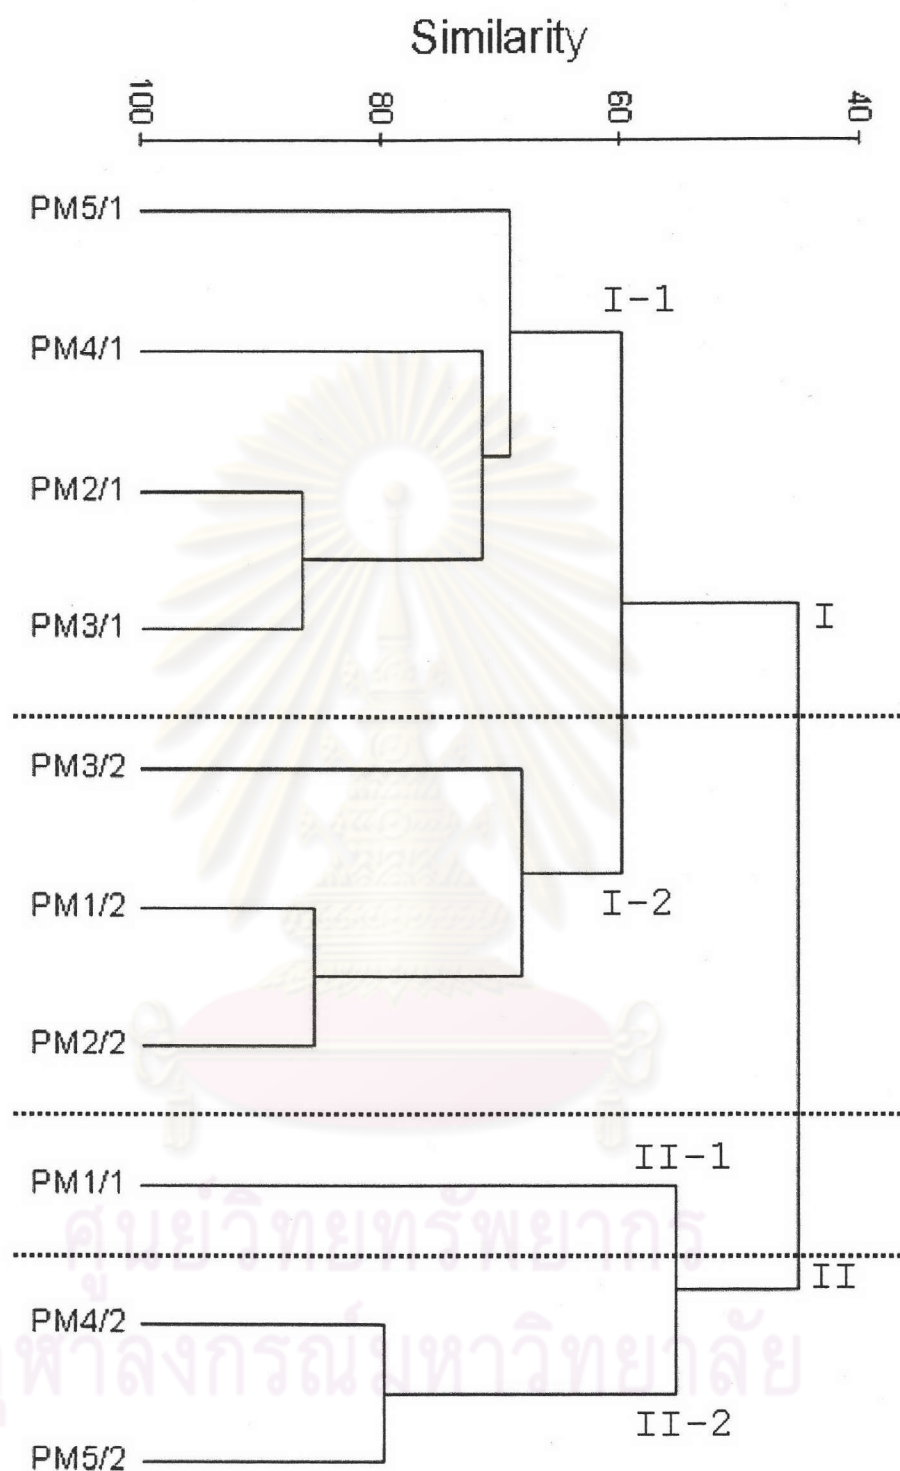 Similarity
100 80 60 40
PM5/1
I-1
PM4/1
PM2/1
I
PM3/1
PM3/2
I-2
PM1/2
PM2/2
II-1
PM1/1
ศูนย์วิทยทรัพยากร
II
PM4/2
จุฬาลงกรณ์มหาวิทยาลัย
II-2
PM5/2